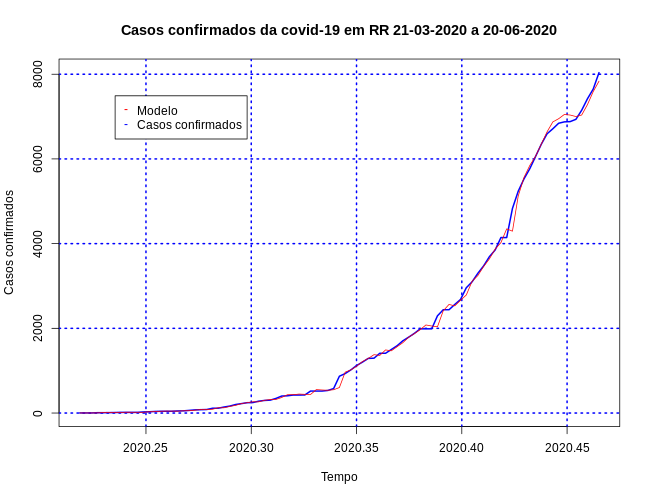 Casos confirmados da covid-19 em RR 21-03-2020 a 20-06-2020
Casos confirmados
8000
6000
4000
2000
0
- Modelo
- Casos confirmados
2020.25 2020.30 2020.35 2020.40 2020.45
Tempo